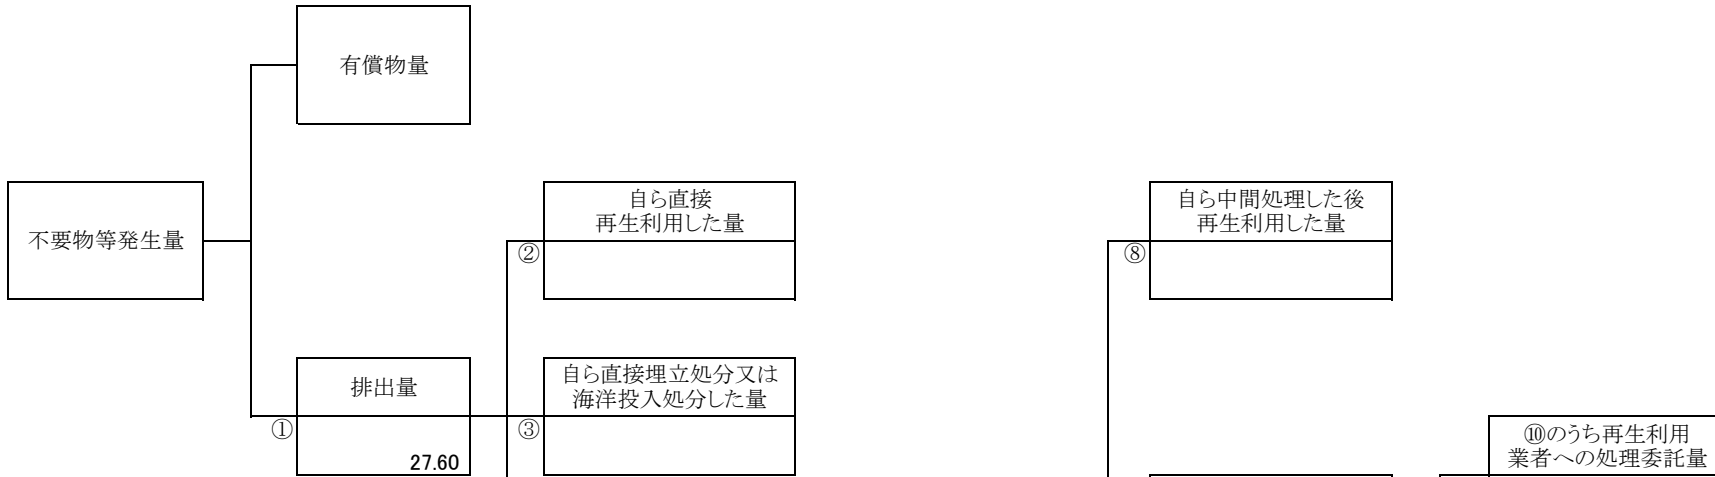 有償物量
不要物等発生量
自ら直接
再生利用した量
②
自ら中間処理した後
再生利用した量
⑧
排出量
①
27.60
自ら直接埋立処分又は
海洋投入処分した量
③
⑩のうち再生利用
業者への処理委託量